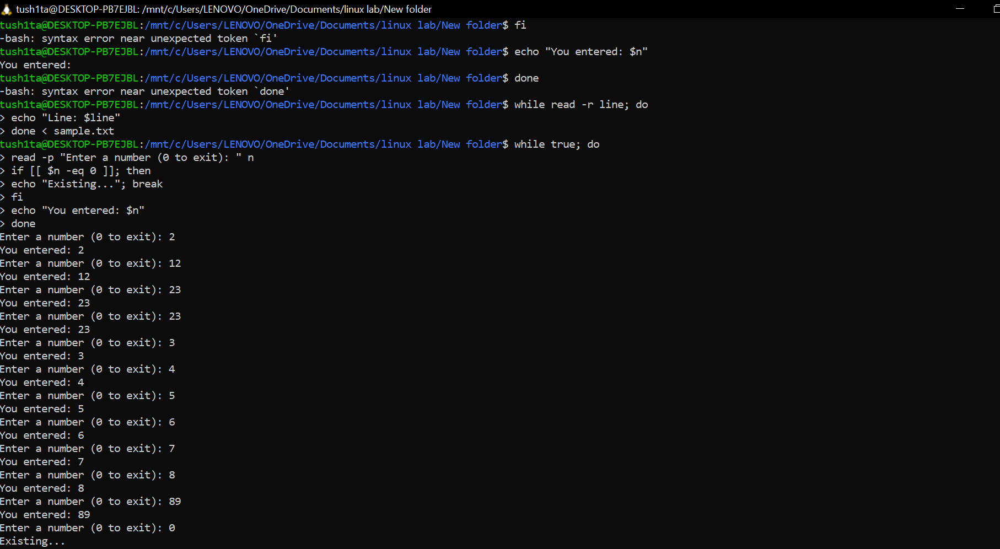 tush1ta@DESKTOP-PB7EJBL: /mnt/c/Users/LENOVO/OneDrive/Documents/linux lab/New folder
tush1ta@DESKTOP-PB7EJBL:/mnt/c/Users/LENOVO/OneDrive/Documents/linux lab/New folder$ fi
-bash: syntax error near unexpected token `fi'
tush1ta@DESKTOP-PB7EJBL:/mnt/c/Users/LENOVO/OneDrive/Documents/linux lab/New folder$ echo "You entered: $n"
You entered:
tush1ta@DESKTOP-PB7EJBL:/mnt/c/Users/LENOVO/OneDrive/Documents/linux lab/New folder$ done
-bash: syntax error near unexpected token `done'
tush1ta@DESKTOP-PB7EJBL:/mnt/c/Users/LENOVO/OneDrive/Documents/linux lab/New folder$ while read -r line; do
> echo "Line: $line"
> done < sample.txt
tush1ta@DESKTOP-PB7EJBL:/mnt/c/Users/LENOVO/OneDrive/Documents/linux lab/New folder$ while true; do
> read -p "Enter a number (0 to exit): " n
> if [[ $n -eq 0 ]]; then
> echo "Existing..."; break
> fi
> echo "You entered: $n"
> done
Enter a number (0 to exit): 2
You entered: 2
Enter a number (0 to exit): 12
You entered: 12
Enter a number (0 to exit): 23
You entered: 23
Enter a number (0 to exit): 23
You entered: 23
Enter a number (0 to exit): 3
You entered: 3
Enter a number (0 to exit): 4
You entered: 4
Enter a number (0 to exit): 5
You entered: 5
Enter a number (0 to exit): 6
You entered: 6
Enter a number (0 to exit): 7
You entered: 7
Enter a number (0 to exit): 8
You entered: 8
Enter a number (0 to exit): 89
You entered: 89
Enter a number (0 to exit): 0
Existing...